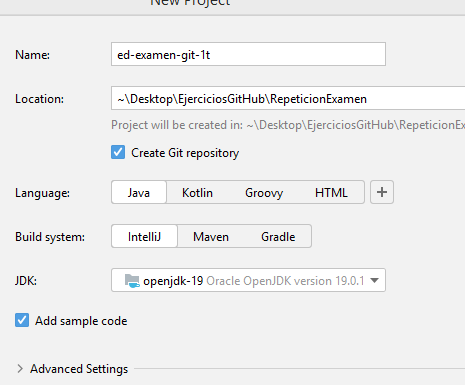 New Project
Name: ed-examen-git-1t
Location: ~\Desktop\EjerciciosGitHub\RepeticionExamen
Project will be created in: ~\Desktop\EjerciciosGitHub\RepeticionEx
Create Git repository
Language: Java Kotlin Groovy HTML +
Build system: IntelliJ Maven Gradle
JDK: openjdk-19 Oracle OpenJDK version 19.0.1
Add sample code
Advanced Settings